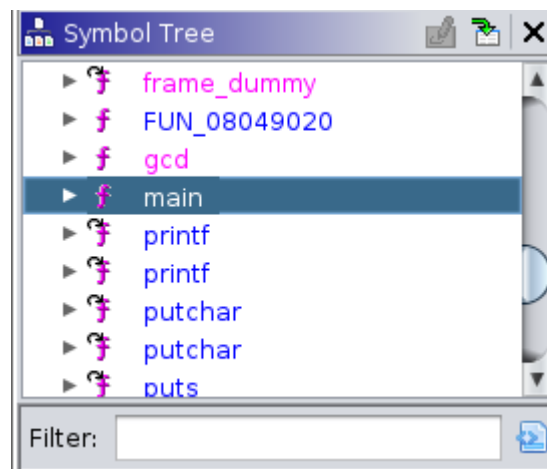 Symbol Tree
frame_dummy
FUN_08049020
gcd
main
printf
printf
putchar
putchar
puts
Filter: